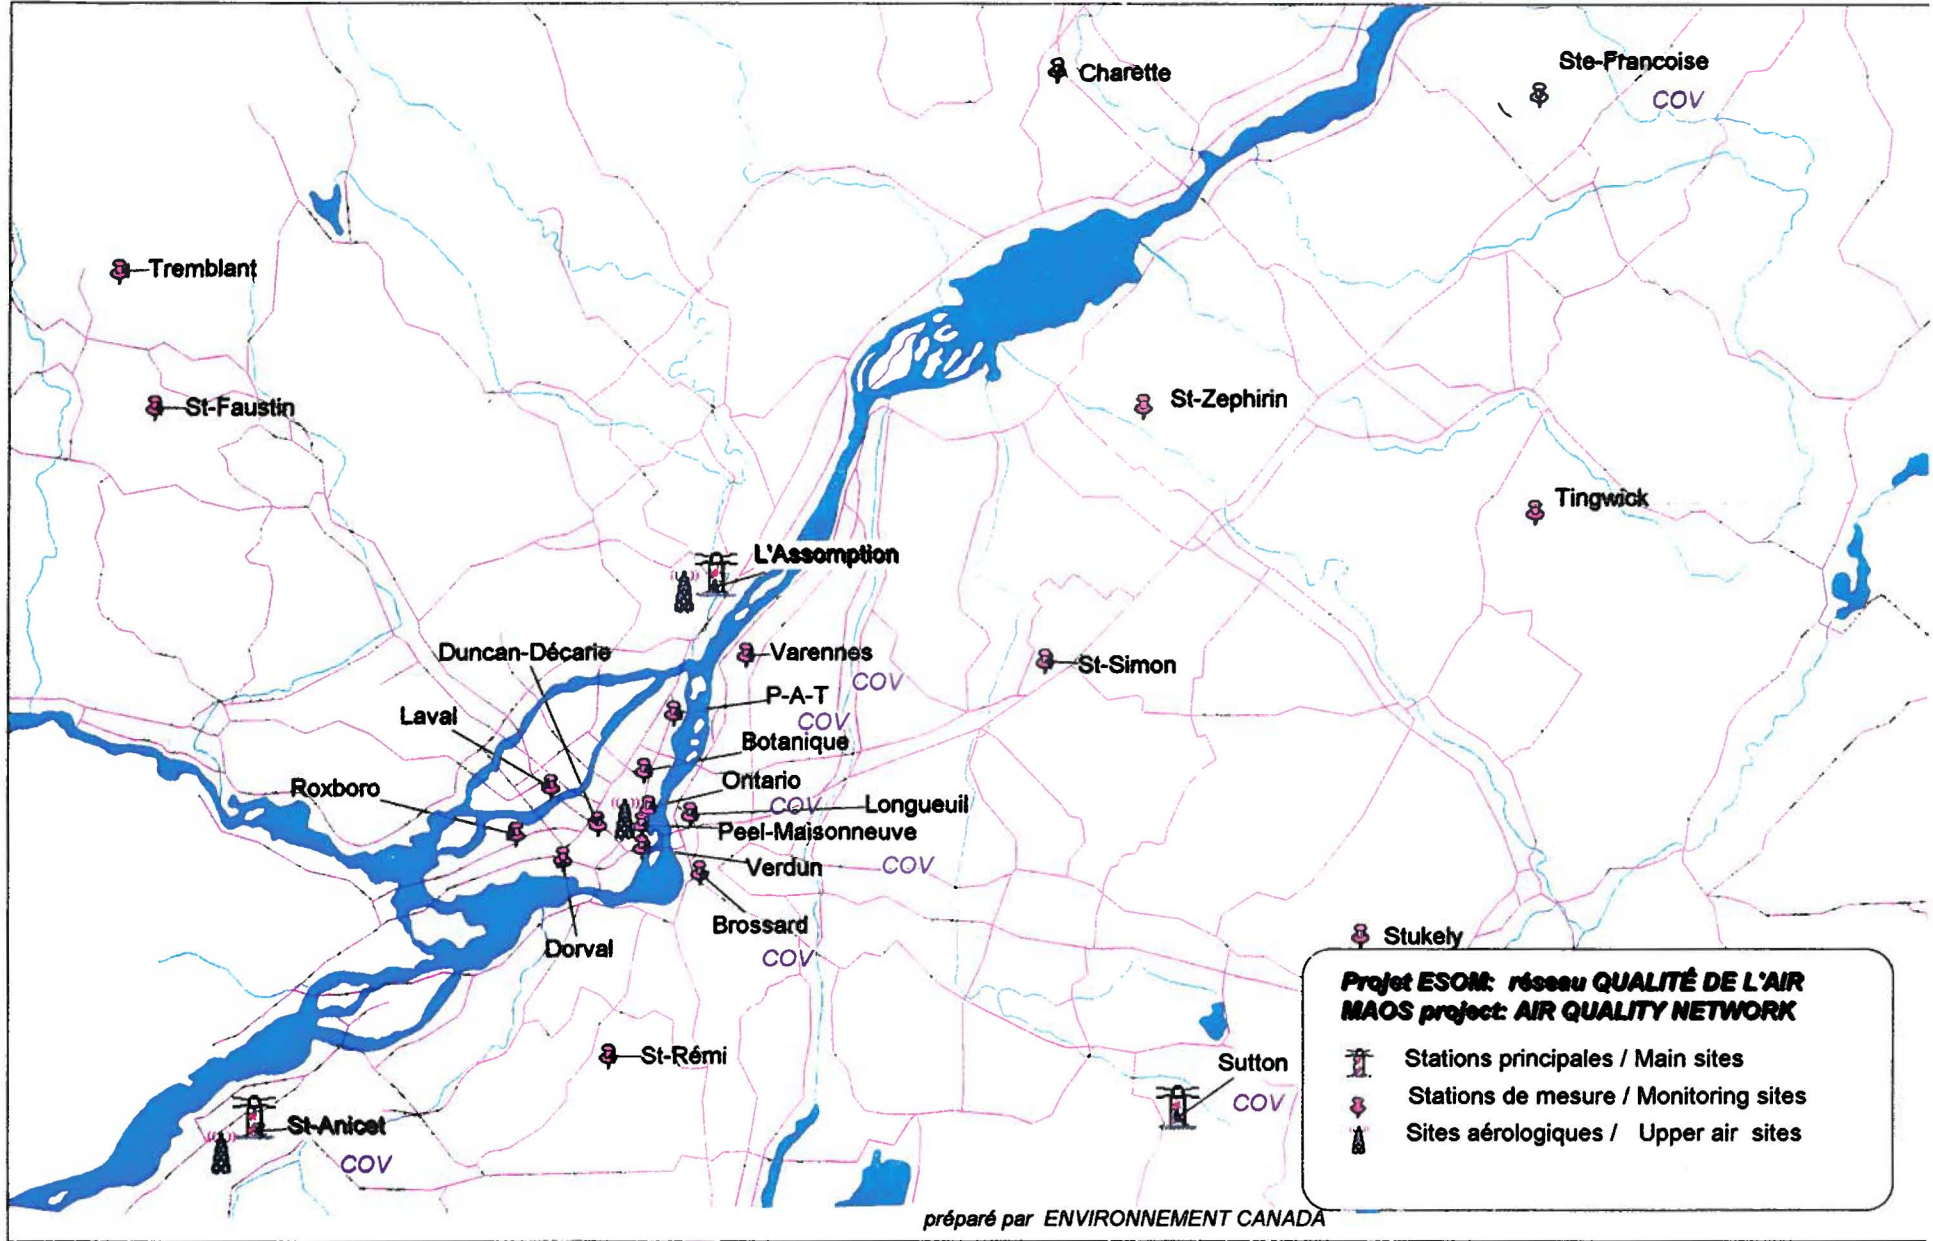 Charette
Ste-Francoise
COV
Tremblant
St-Faustin
St-Zephirin
Tingwick
L'Assomption
Duncan-Décarie
Varennes
COV
St-Simon
P-A-T
COV
Laval
Botanique
Roxboro
Ontario
COV
Longueuil
Peel-Maisonneuve
Verdun
COV
Brossard
COV
Dorval
Stukely
St-Rémi
Sutton
COV
St-Anicet
COV
Projet ESOM: réseau QUALITÉ DE L'AIR
MAOS project: AIR QUALITY NETWORK
Stations principales / Main sites
Stations de mesure / Monitoring sites
Sites aérologiques / Upper air sites
préparé par ENVIRONNEMENT CANADA